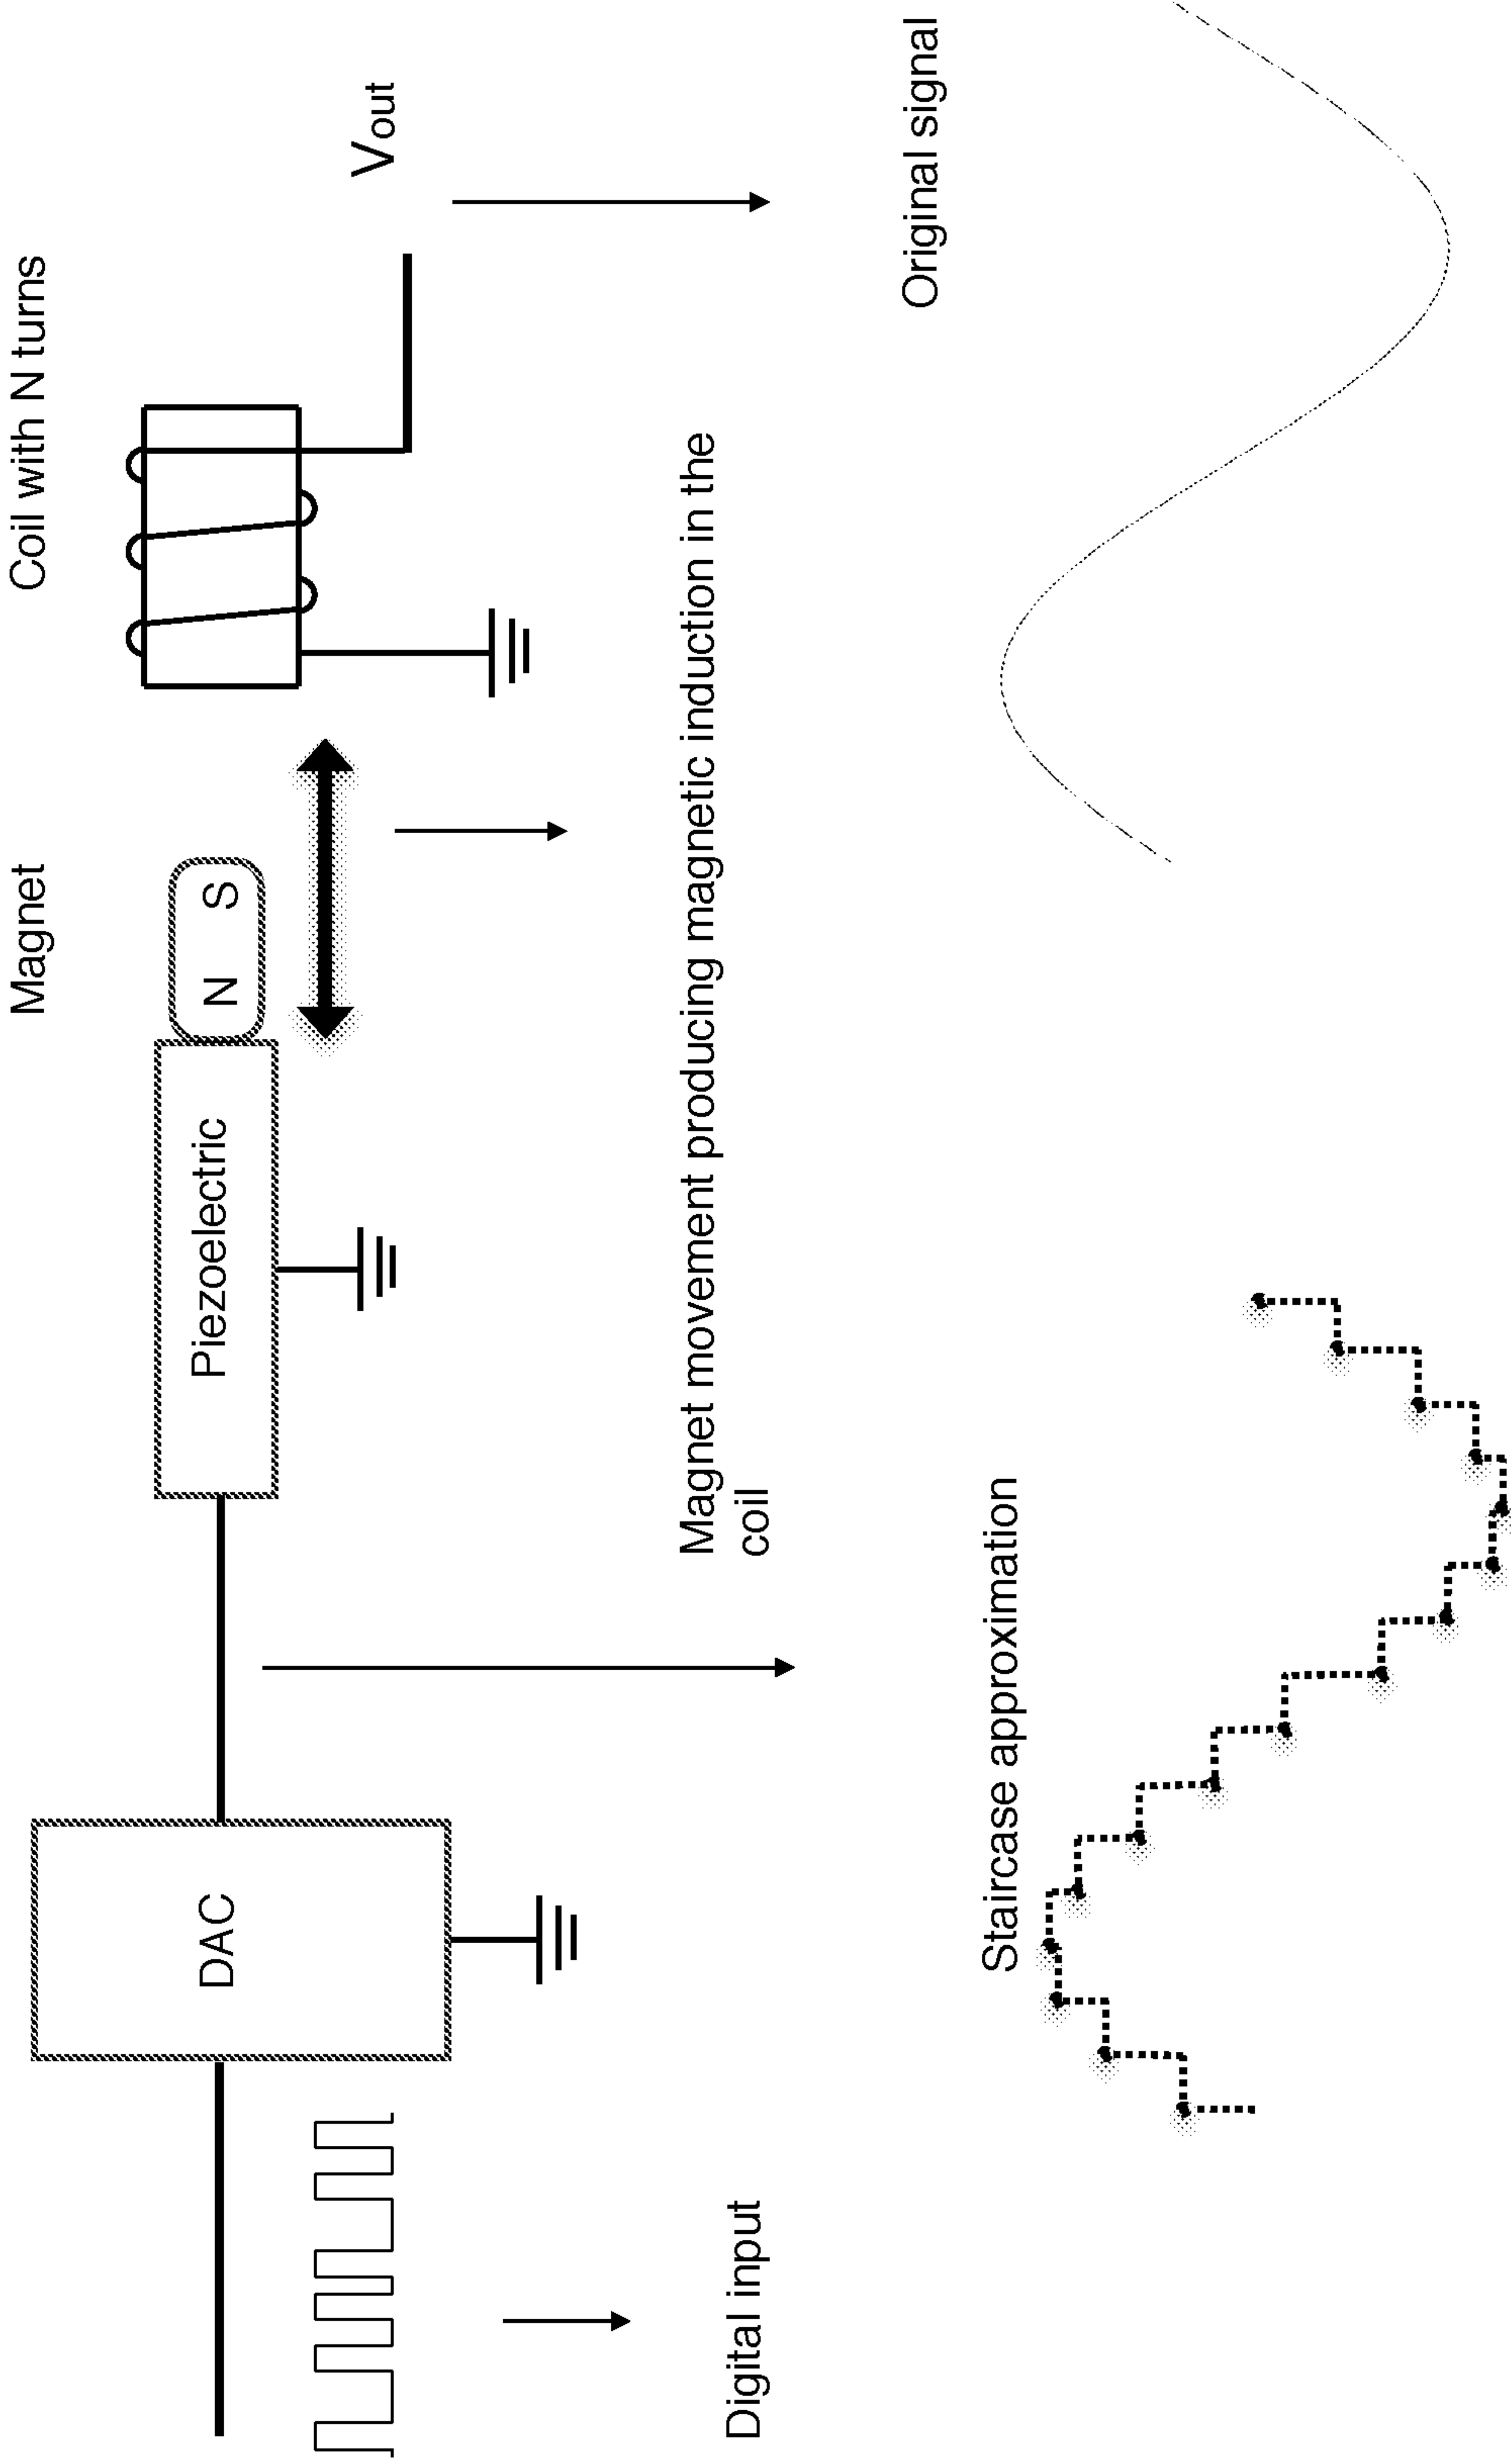 Magnet
Coil with N turns
DAC
Piezoelectric
N S
Vout
Digital input
Magnet movement producing magnetic induction in the
coil
Staircase approximation
Original signal